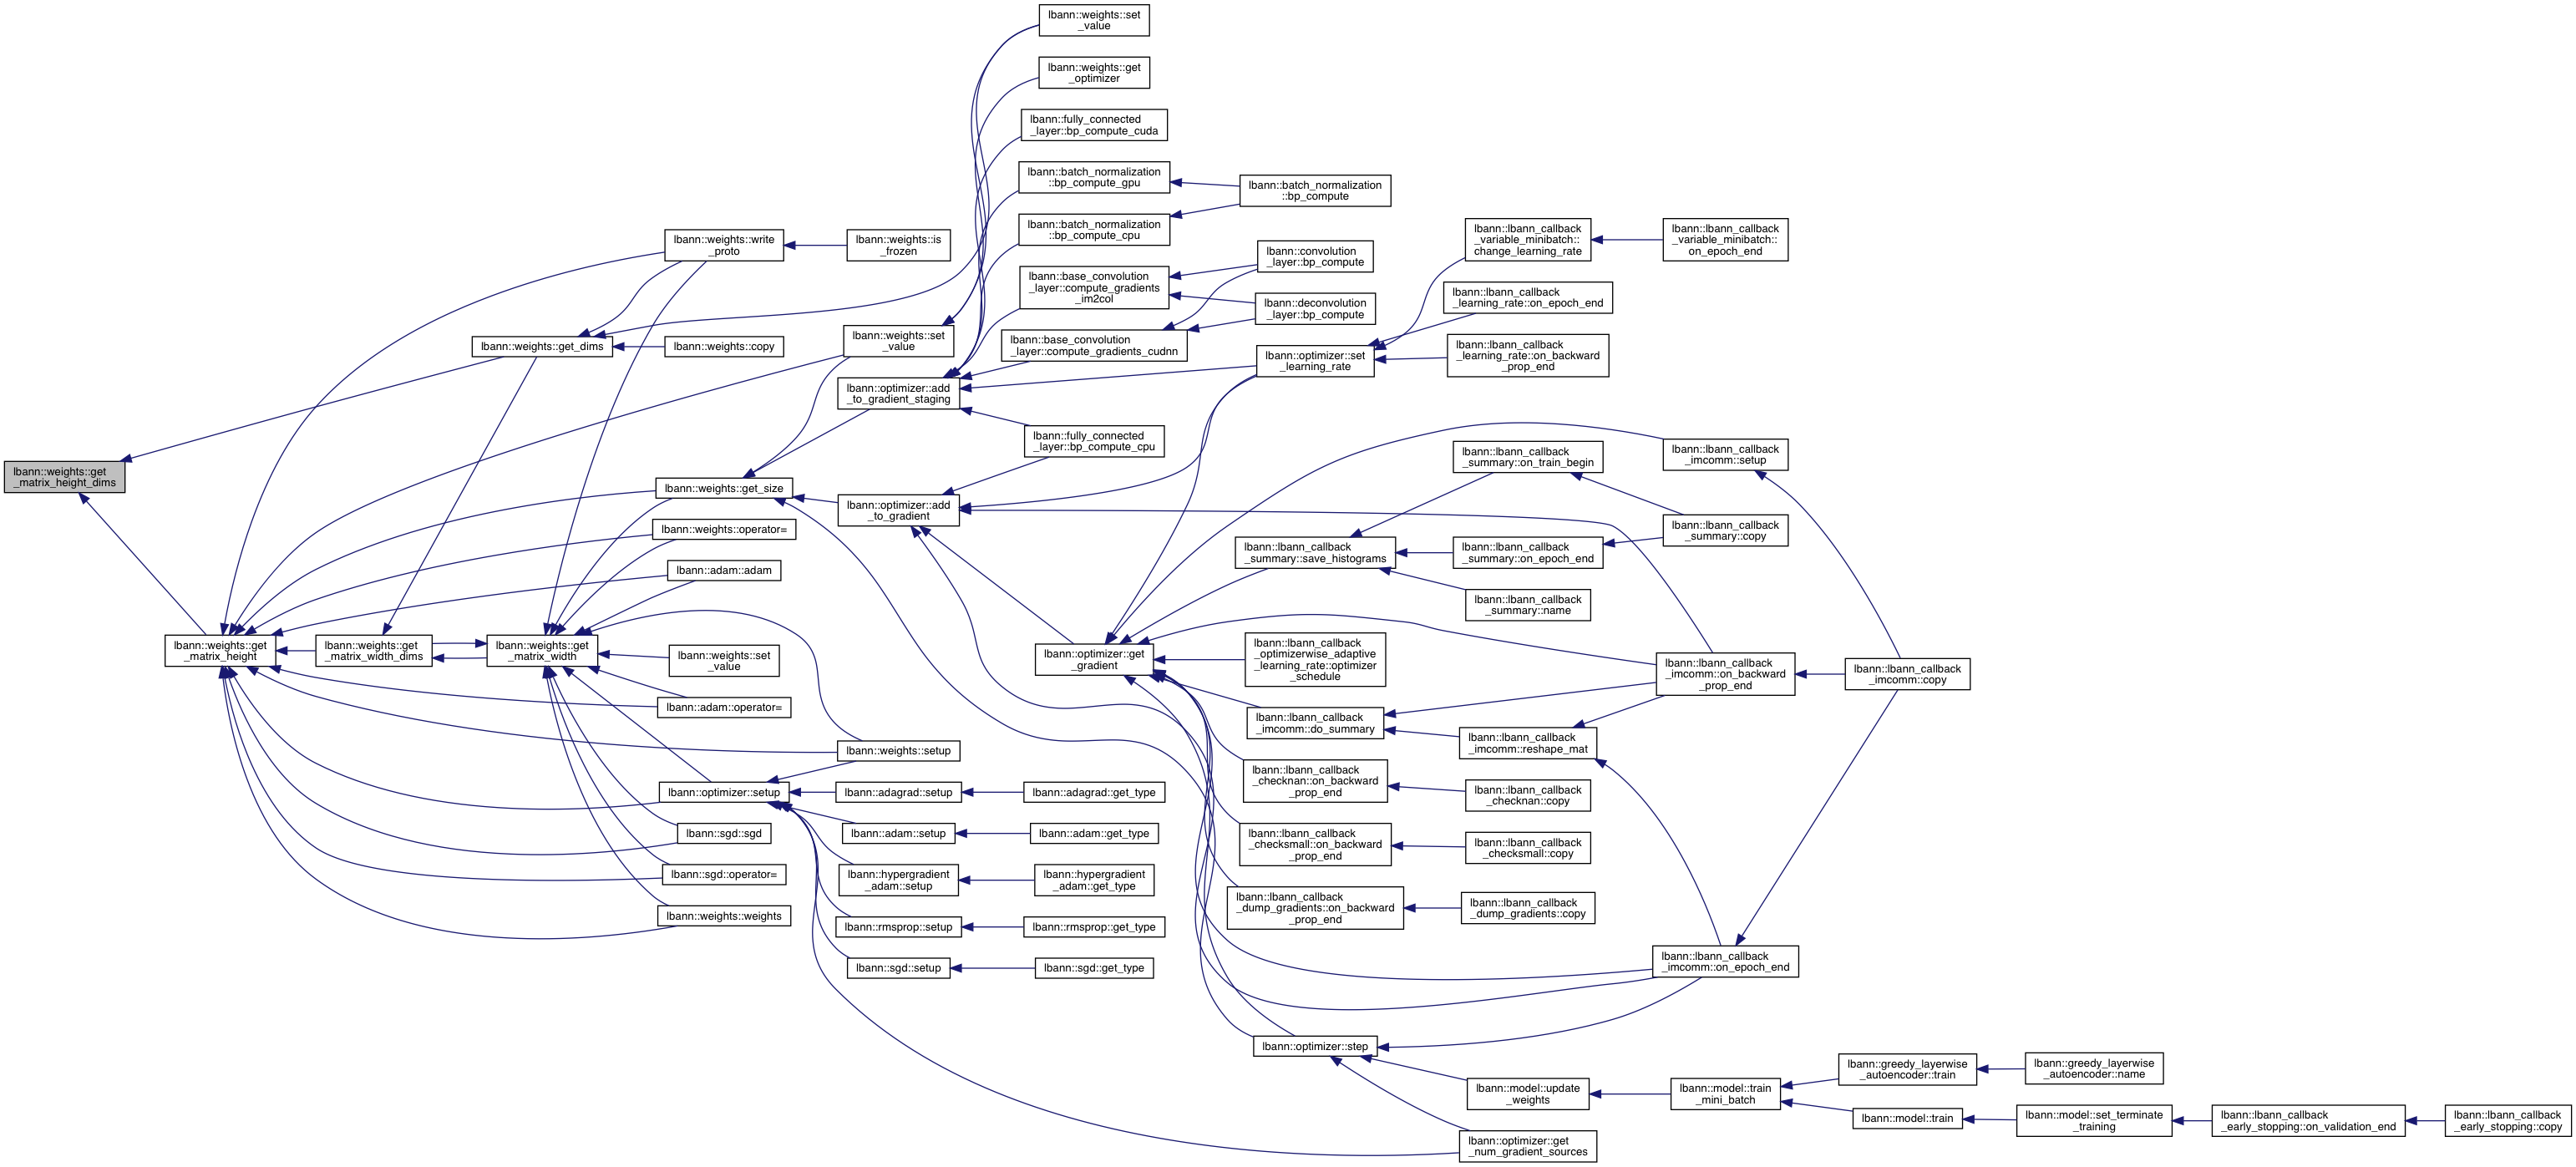 lbann::weights::get
_matrix_height_dims
lbann::weights::get
_matrix_height
lbann::weights::get
_matrix_width_dims
lbann::weights::get_dims
lbann::weights::get
_matrix_width
lbann::weights::write
_proto
lbann::weights::copy
lbann::weights::get_size
lbann::weights::operator=
lbann::adam::adam
lbann::weights::set
_value
lbann::adam::operator=
lbann::optimizer::setup
lbann::sgd::sgd
lbann::sgd::operator=
lbann::weights::weights
lbann::weights::is
_frozen
lbann::weights::set
_value
lbann::optimizer::add
_to_gradient_staging
lbann::optimizer::add
_to_gradient
lbann::weights::setup
lbann::adagrad::setup
lbann::adam::setup
lbann::hypergradient
_adam::setup
lbann::rmsprop::setup
lbann::sgd::setup
lbann::weights::set
_value
lbann::weights::get
_optimizer
lbann::fully_connected
_layer::bp_compute_cuda
lbann::batch_normalization
::bp_compute_gpu
lbann::batch_normalization
::bp_compute_cpu
lbann::base_convolution
_layer::compute_gradients
_im2col
lbann::base_convolution
_layer::compute_gradients_cudnn
lbann::fully_connected
_layer::bp_compute_cpu
lbann::optimizer::get
_gradient
lbann::adagrad::get_type
lbann::adam::get_type
lbann::hypergradient
_adam::get_type
lbann::rmsprop::get_type
lbann::sgd::get_type
lbann::batch_normalization
::bp_compute
lbann::convolution
_layer::bp_compute
lbann::deconvolution
_layer::bp_compute
lbann::optimizer::set
_learning_rate
lbann::lbann_callback
_summary::save_histograms
lbann::lbann_callback
_optimizerwise_adaptive
_learning_rate::optimizer
_schedule
lbann::lbann_callback
_imcomm::do_summary
lbann::lbann_callback
_checknan::on_backward
_prop_end
lbann::lbann_callback
_checksmall::on_backward
_prop_end
lbann::lbann_callback
_dump_gradients::on_backward
_prop_end
lbann::optimizer::step
lbann::lbann_callback
_variable_minibatch::
change_learning_rate
lbann::lbann_callback
_learning_rate::on_epoch_end
lbann::lbann_callback
_learning_rate::on_backward
_prop_end
lbann::lbann_callback
_summary::on_train_begin
lbann::lbann_callback
_summary::on_epoch_end
lbann::lbann_callback
_summary::name
lbann::lbann_callback
_imcomm::reshape_mat
lbann::lbann_callback
_checknan::copy
lbann::lbann_callback
_checksmall::copy
lbann::lbann_callback
_dump_gradients::copy
lbann::model::update
_weights
lbann::optimizer::get
_num_gradient_sources
lbann::lbann_callback
_variable_minibatch::
on_epoch_end
lbann::lbann_callback
_imcomm::setup
lbann::lbann_callback
_summary::copy
lbann::lbann_callback
_imcomm::on_backward
_prop_end
lbann::lbann_callback
_imcomm::on_epoch_end
lbann::model::train
_mini_batch
lbann::lbann_callback
_imcomm::copy
lbann::greedy_layerwise
_autoencoder::train
lbann::model::train
lbann::greedy_layerwise
_autoencoder::name
lbann::model::set_terminate
_training
lbann::lbann_callback
_early_stopping::on_validation_end
lbann::lbann_callback
_early_stopping::copy